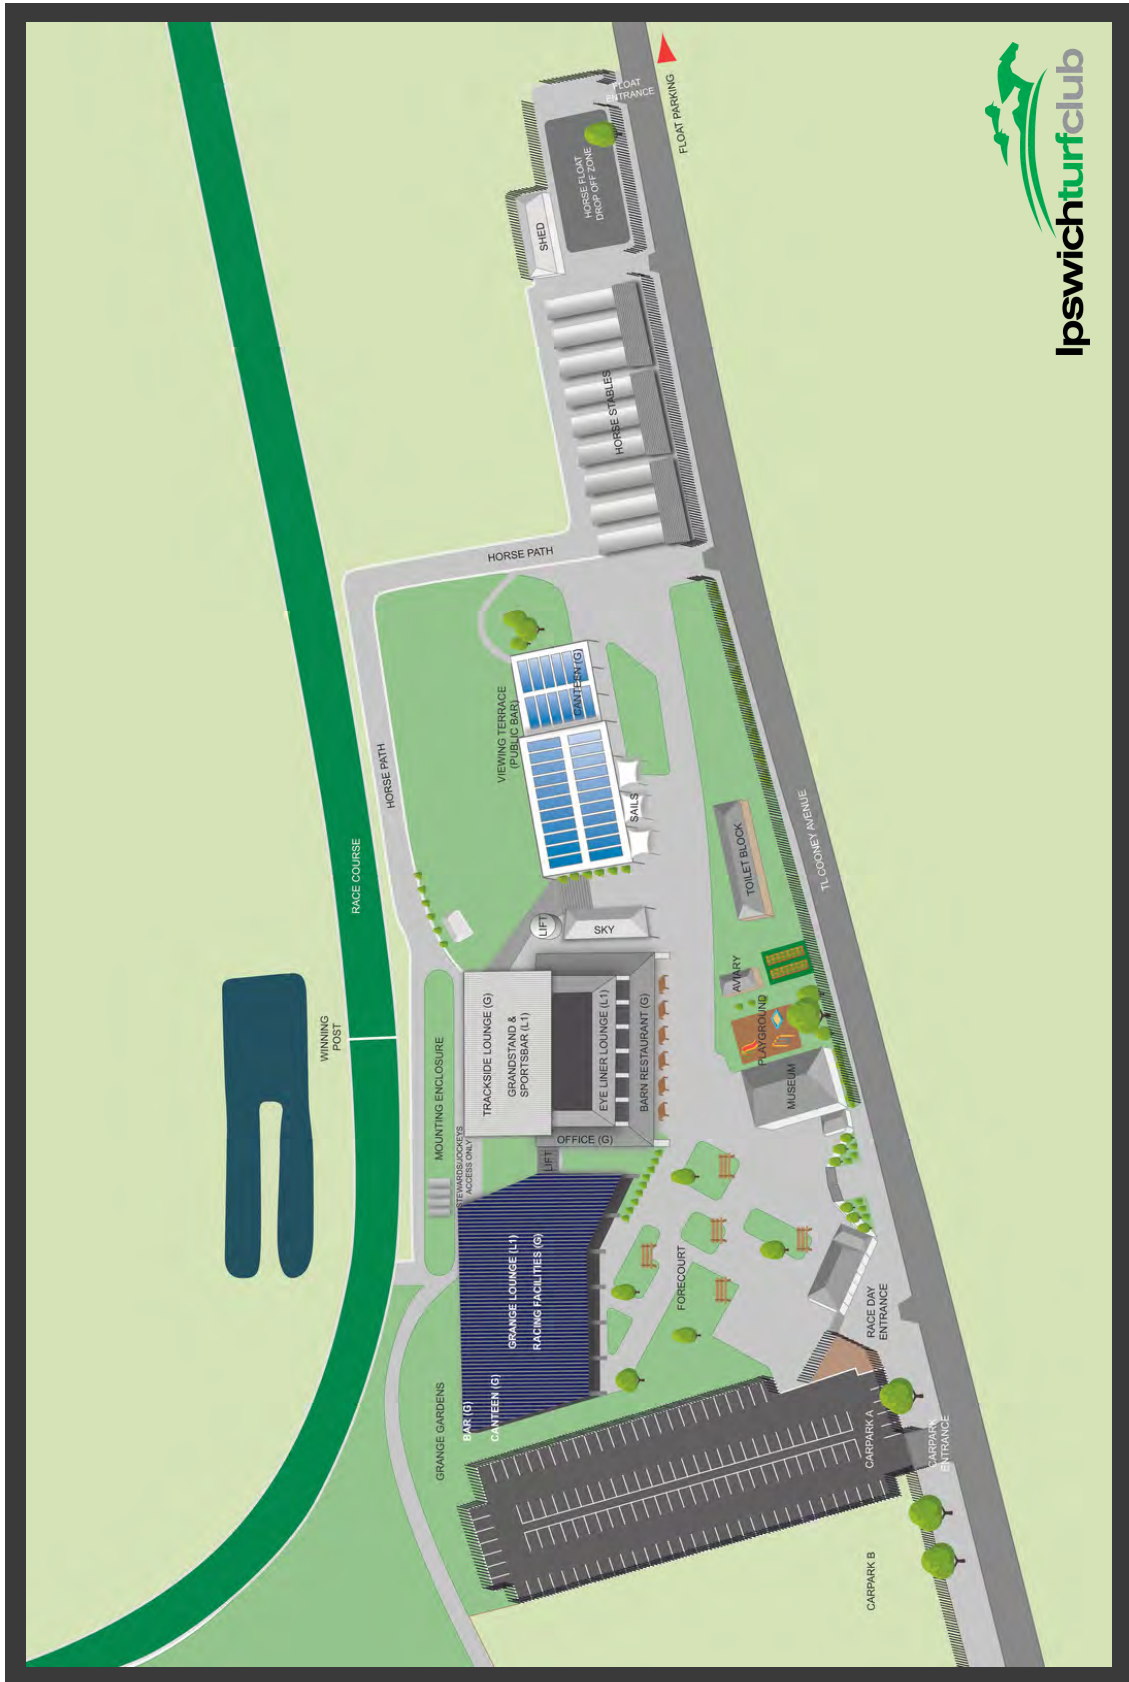 Ipswichturfclub
FLOAT PARKING
FLOAT
ENTRANCE
HORSE FLOAT
DROP OFF ZONE
SHED
HORSE STABLES
HORSE PATH
VIEWING TERRACE
(PUBLIC BAR)
CANTEEN (G)
HORSE PATH
SAILS
TOILET BLOCK
TL COONEY AVENUE
RACE COURSE
LIFT
SKY
AVIARY
PLAYGROUND
MUSEUM
WINNING
POST
MOUNTING ENCLOSURE
TRACKSIDE LOUNGE (G)
GRANDSTAND &
SPORTSBAR (L1)
EYE LINER LOUNGE (L1)
BARN RESTAURANT (G)
OFFICE (G)
LIFT
STEWARDS/JOCKEYS
ACCESS ONLY
GRANGE LOUNGE (L1)
RACING FACILITIES (G)
FORECOURT
RACE DAY
ENTRANCE
BAR (G)
CANTEEN (G)
GRANGE GARDENS
CARPARK A
CARPARK
ENTRANCE
CARPARK B